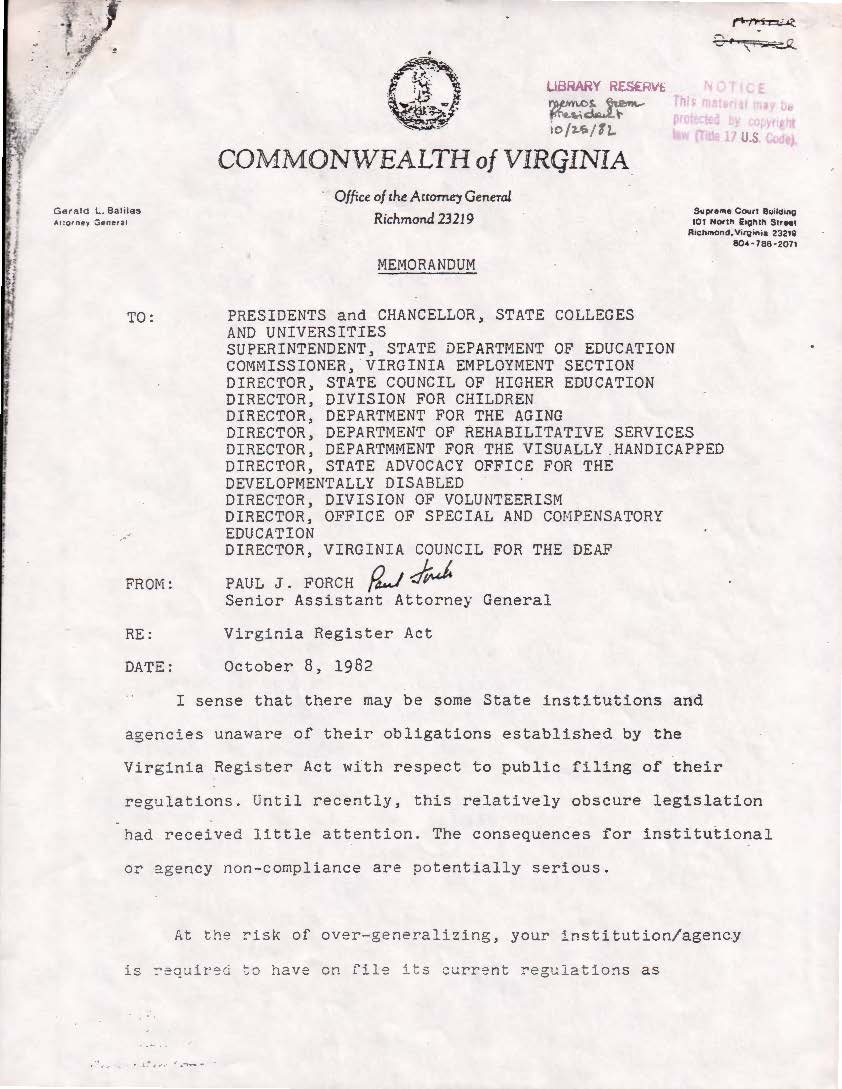 LIBRARY RESERVE
memos from
President
10/25/82
NOTICE
This material may be
protected by copyright
law (Title 17 U.S. Code).
COMMONWEALTH of VIRGINIA
Office of the Attorney General
Richmond 23219
Gerald L. Baliles
Attorney General
Supreme Court Building
101 North Eighth Street
Richmond, Virginia 23219
804-786-2071
MEMORANDUM
TO: PRESIDENTS and CHANCELLOR, STATE COLLEGES
AND UNIVERSITIES
SUPERINTENDENT, STATE DEPARTMENT OF EDUCATION
COMMISSIONER, VIRGINIA EMPLOYMENT SECTION
DIRECTOR, STATE COUNCIL OF HIGHER EDUCATION
DIRECTOR, DIVISION FOR CHILDREN
DIRECTOR, DEPARTMENT FOR THE AGING
DIRECTOR, DEPARTMENT OF REHABILITATIVE SERVICES
DIRECTOR, DEPARTMMENT FOR THE VISUALLY HANDICAPPED
DIRECTOR, STATE ADVOCACY OFFICE FOR THE
DEVELOPMENTALLY DISABLED
DIRECTOR, DIVISION OF VOLUNTEERISM
DIRECTOR, OFFICE OF SPECIAL AND COMPENSATORY
EDUCATION
DIRECTOR, VIRGINIA COUNCIL FOR THE DEAF
FROM: PAUL J. FORCH Paul Forch
Senior Assistant Attorney General
RE: Virginia Register Act
DATE: October 8, 1982
I sense that there may be some State institutions and
agencies unaware of their obligations established by the
Virginia Register Act with respect to public filing of their
regulations. Until recently, this relatively obscure legislation
had received little attention. The consequences for institutional
or agency non-compliance are potentially serious.
At the risk of over-generalizing, your institution/agency
is required to have on file its current regulations as